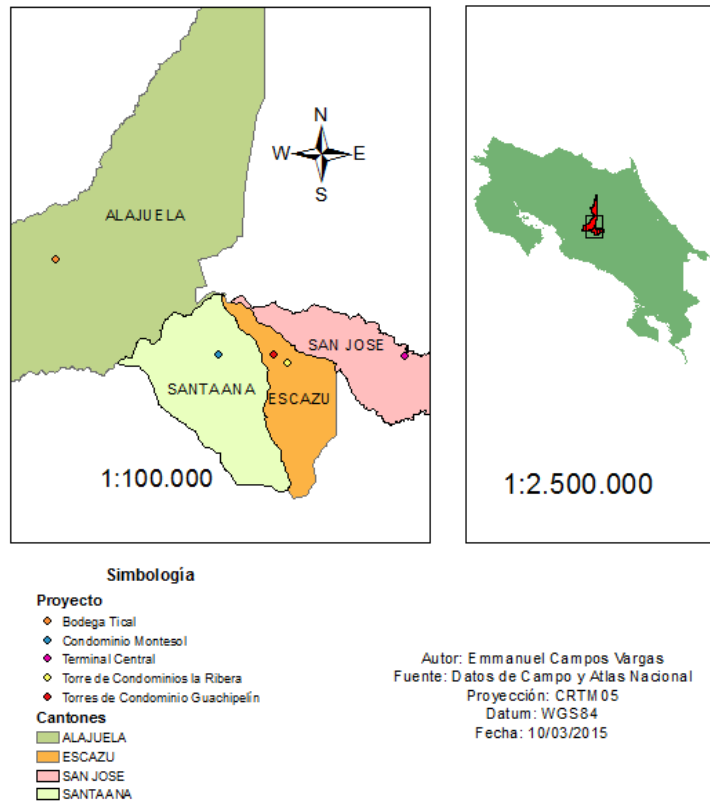 N
W
E
S
ALAJUELA
SAN JOSE
SANTAANA
ESCAZU
1:100.000
1:2.500.000
Simbología
Proyecto
Bodega Tical
Condominio Montesol
Terminal Central
Torre de Condominios la Ribera
Torres de Condominio Guachipelín
Cantones
ALAJUELA
ESCAZU
SAN JOSE
SANTAANA
Autor: Emmanuel Campos Vargas
Fuente: Datos de Campo y Atlas Nacional
Proyección: CRTM05
Datum: WGS84
Fecha: 10/03/2015